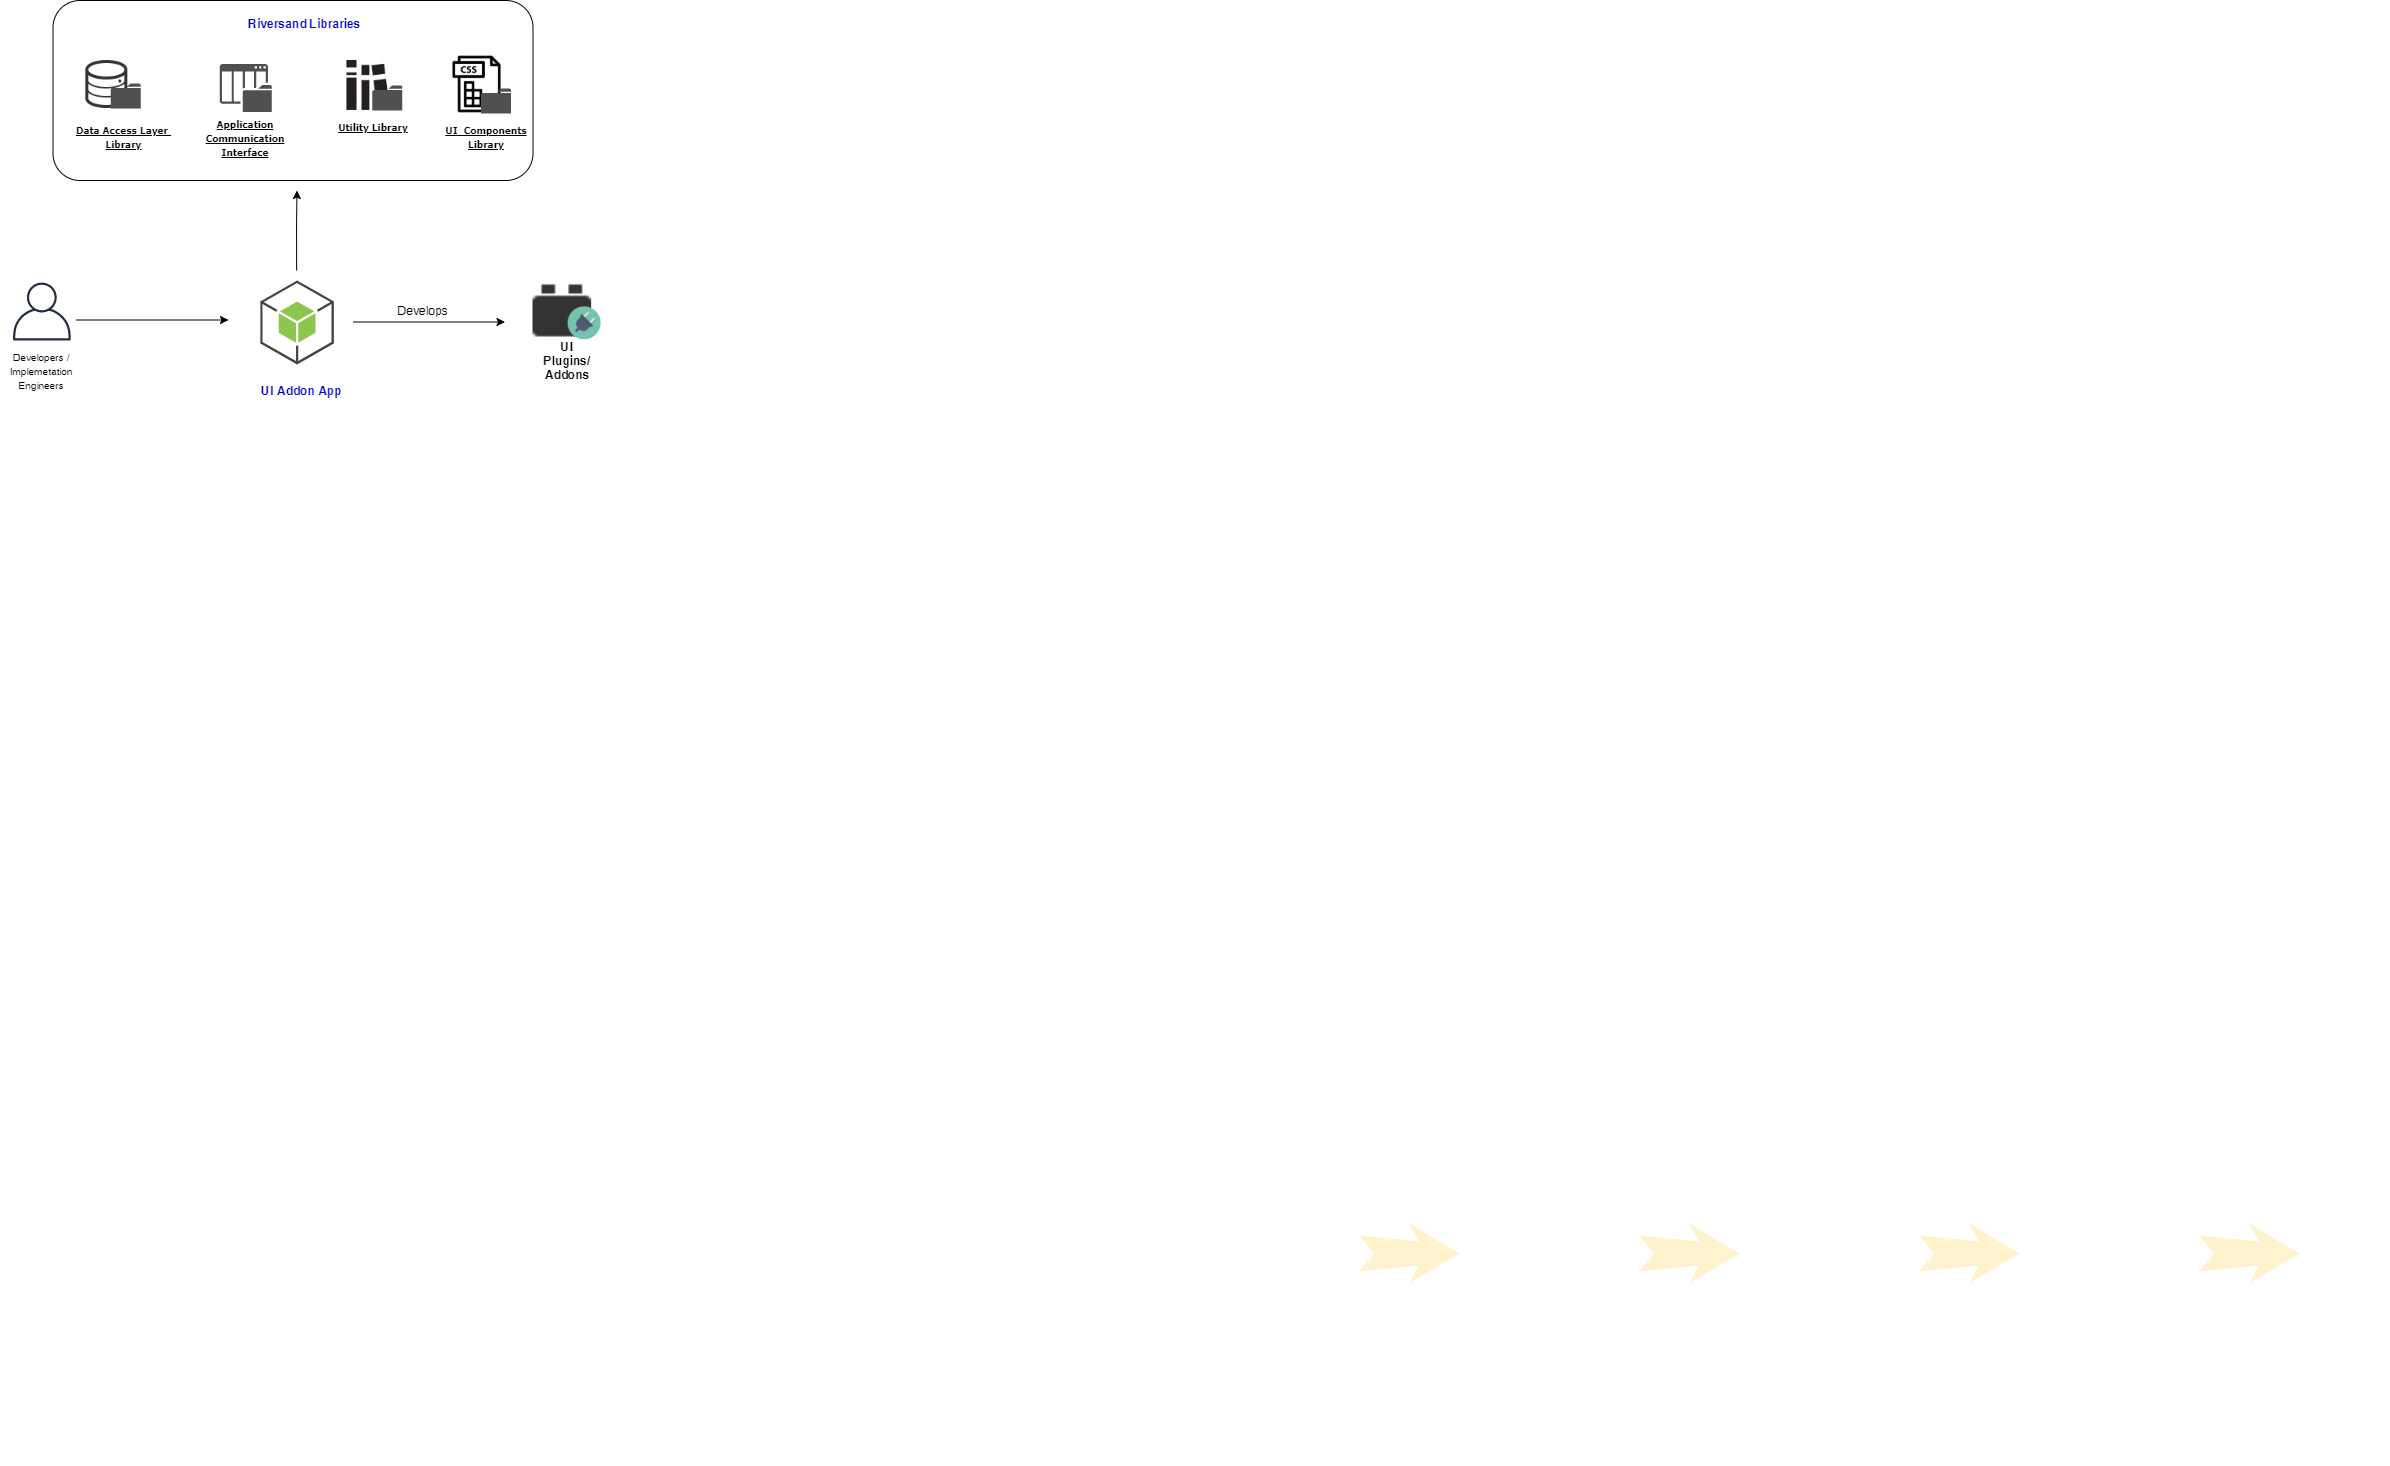 Riversand Libraries
CSS
Data Access Layer
Library
Application
Communication
Interface
Utility Library
UI Components
Library
Develops
Developers /
Implemetation
Engineers
UI Addon App
UI
Plugins/
Addons